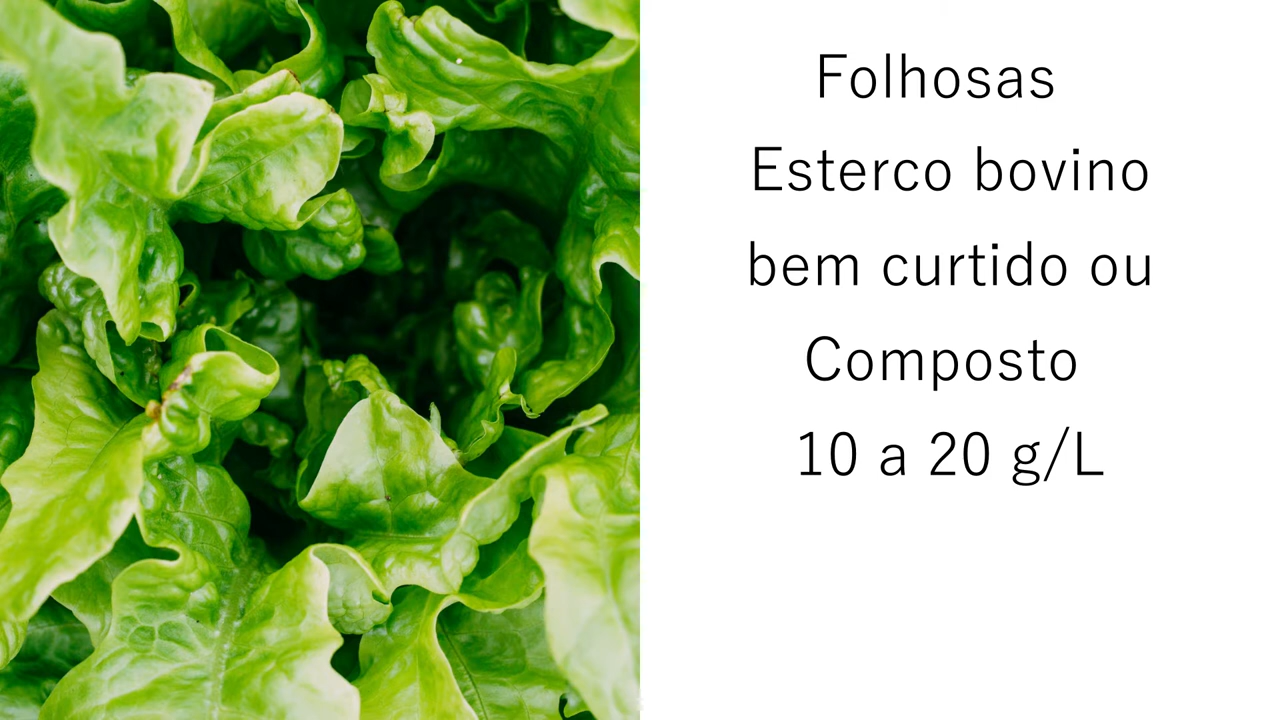 Folhosas
Esterco bovino
bem curtido ou
Composto
10 a 20 g/L